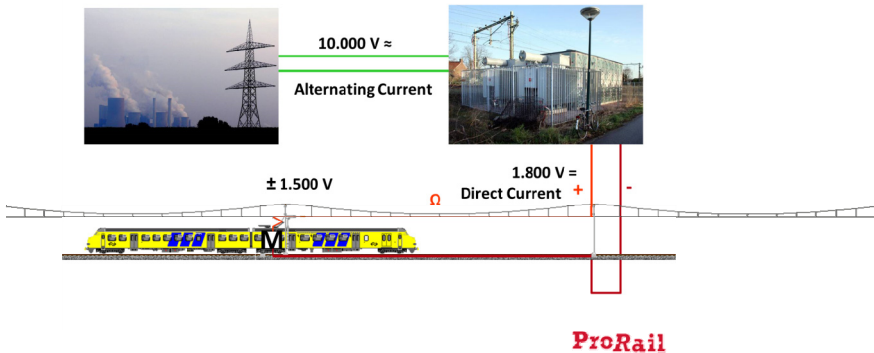 10.000 V ≈
Alternating Current
1.800 V =
Direct Current
+
-
± 1.500 V
Ω
M
ProRail